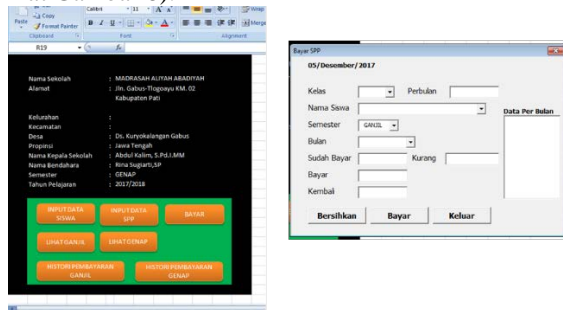 Calibri
11
Copy
Paste
Format Painter
B I U
Merge
Clipboard
Font
Alignment
R19
fx
Nama Sekolah : MADRASAH ALIYAH ABADIYAH
Alamat : Jln. Gabus-Tlogoayu KM. 02
Kabupaten Pati
Kelurahan :
Kecamatan :
Desa : Ds. Kuryokalangan Gabus
Propinsi : Jawa Tengah
Nama Kepala Sekolah : Abdul Kalim, S.Pd.I.MM
Nama Bendahara : Rina Sugiarti,SP
Semester : GENAP
Tahun Pelajaran : 2017/2018
INPUT DATA SISWA
INPUT DATA SPP
BAYAR
LIHAT GANJIL
LIHAT GENAP
HISTORI PEMBAYARAN GANJIL
HISTORI PEMBAYARAN GENAP
Bayar SPP
05/Desember/2017
Kelas
Perbulan
Nama Siswa
Data Per Bulan
Semester GANJIL
Bulan
Sudah Bayar
Kurang
Bayar
Kembali
Bersihkan
Bayar
Keluar